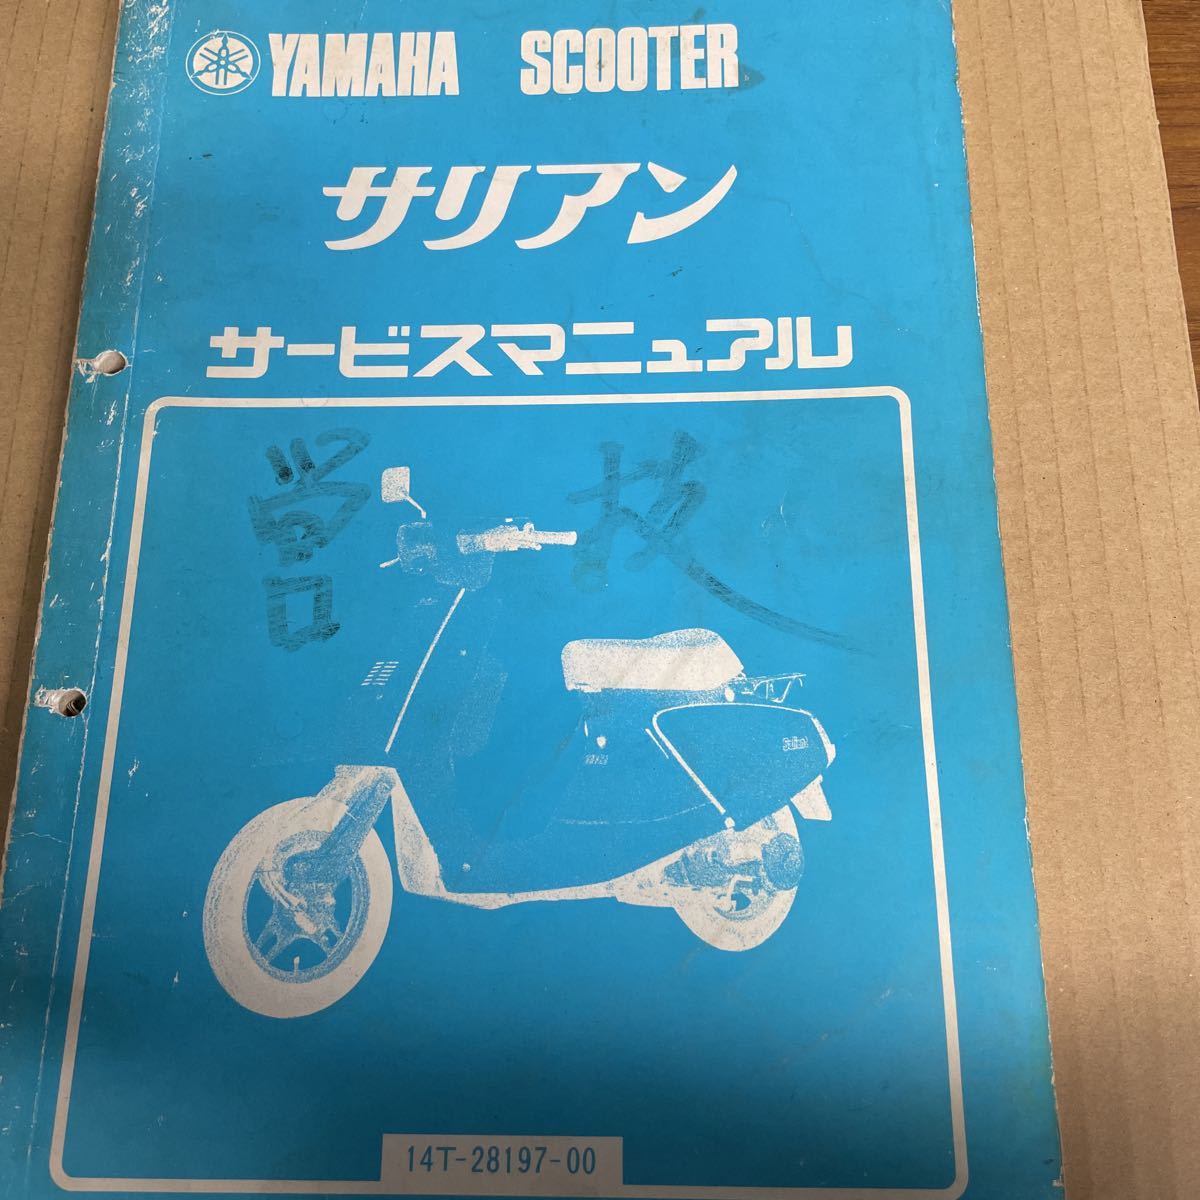 YAMAHA SCOOTER
サリアン
サービスマニュアル
営技
Salient
14T-28197-00